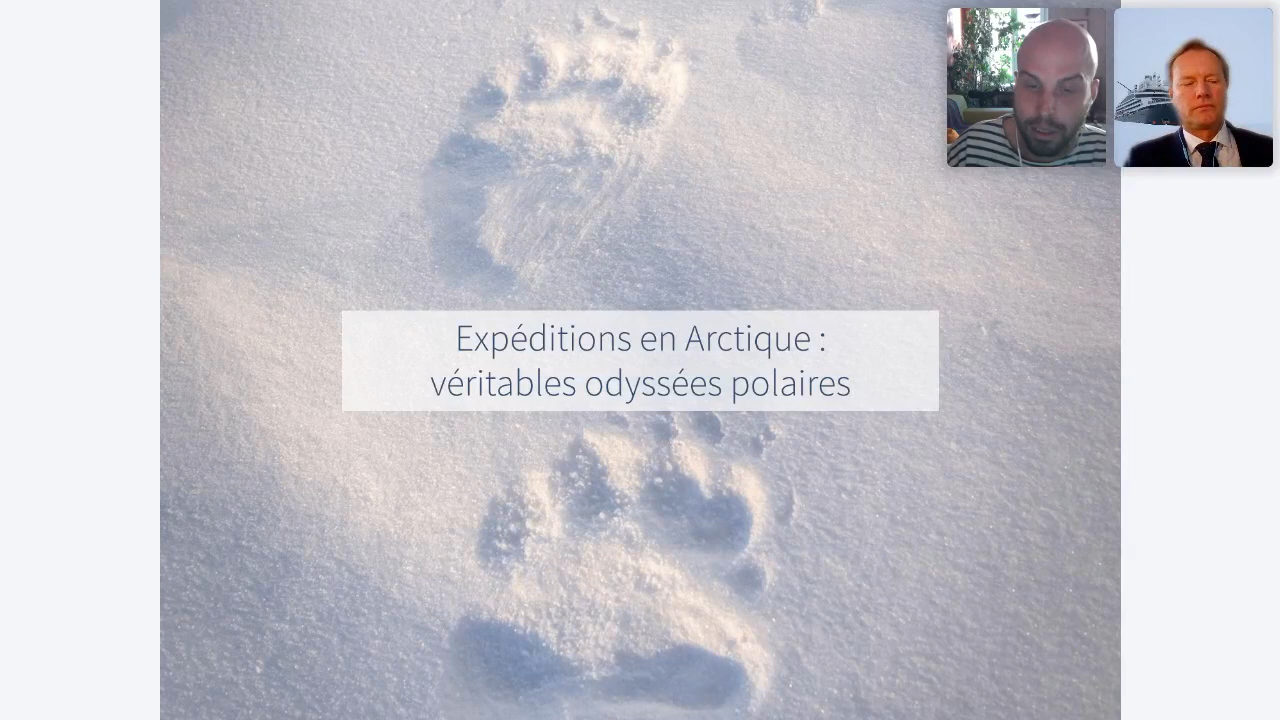 Expéditions en Arctique :
véritables odyssées polaires